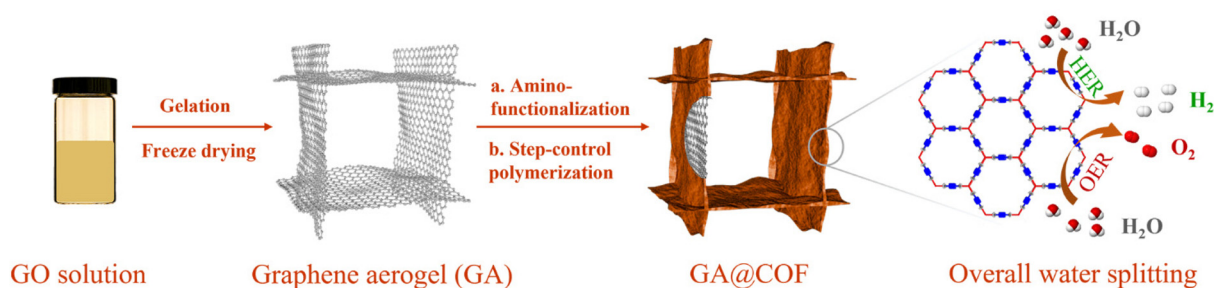 Gelation
Freeze drying
a. Amino-
functionalization
b. Step-control
polymerization
H₂O
HER
H₂
O₂
OER
H₂O
GO solution
Graphene aerogel (GA)
GA@COF
Overall water splitting